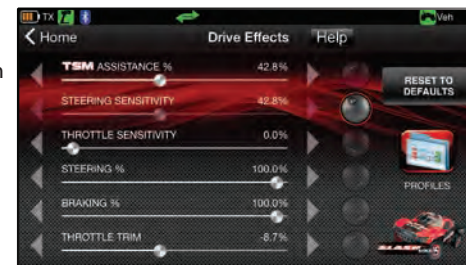 TX Veh
Home Drive Effects Help
TSM ASSISTANCE % 42.8%
RESET TO
DEFAULTS
STEERING SENSITIVITY 42.8%
THROTTLE SENSITIVITY 0.0%
STEERING % 100.0%
PROFILES
BRAKING % 100.0%
THROTTLE TRIM -8.7%
SLASH